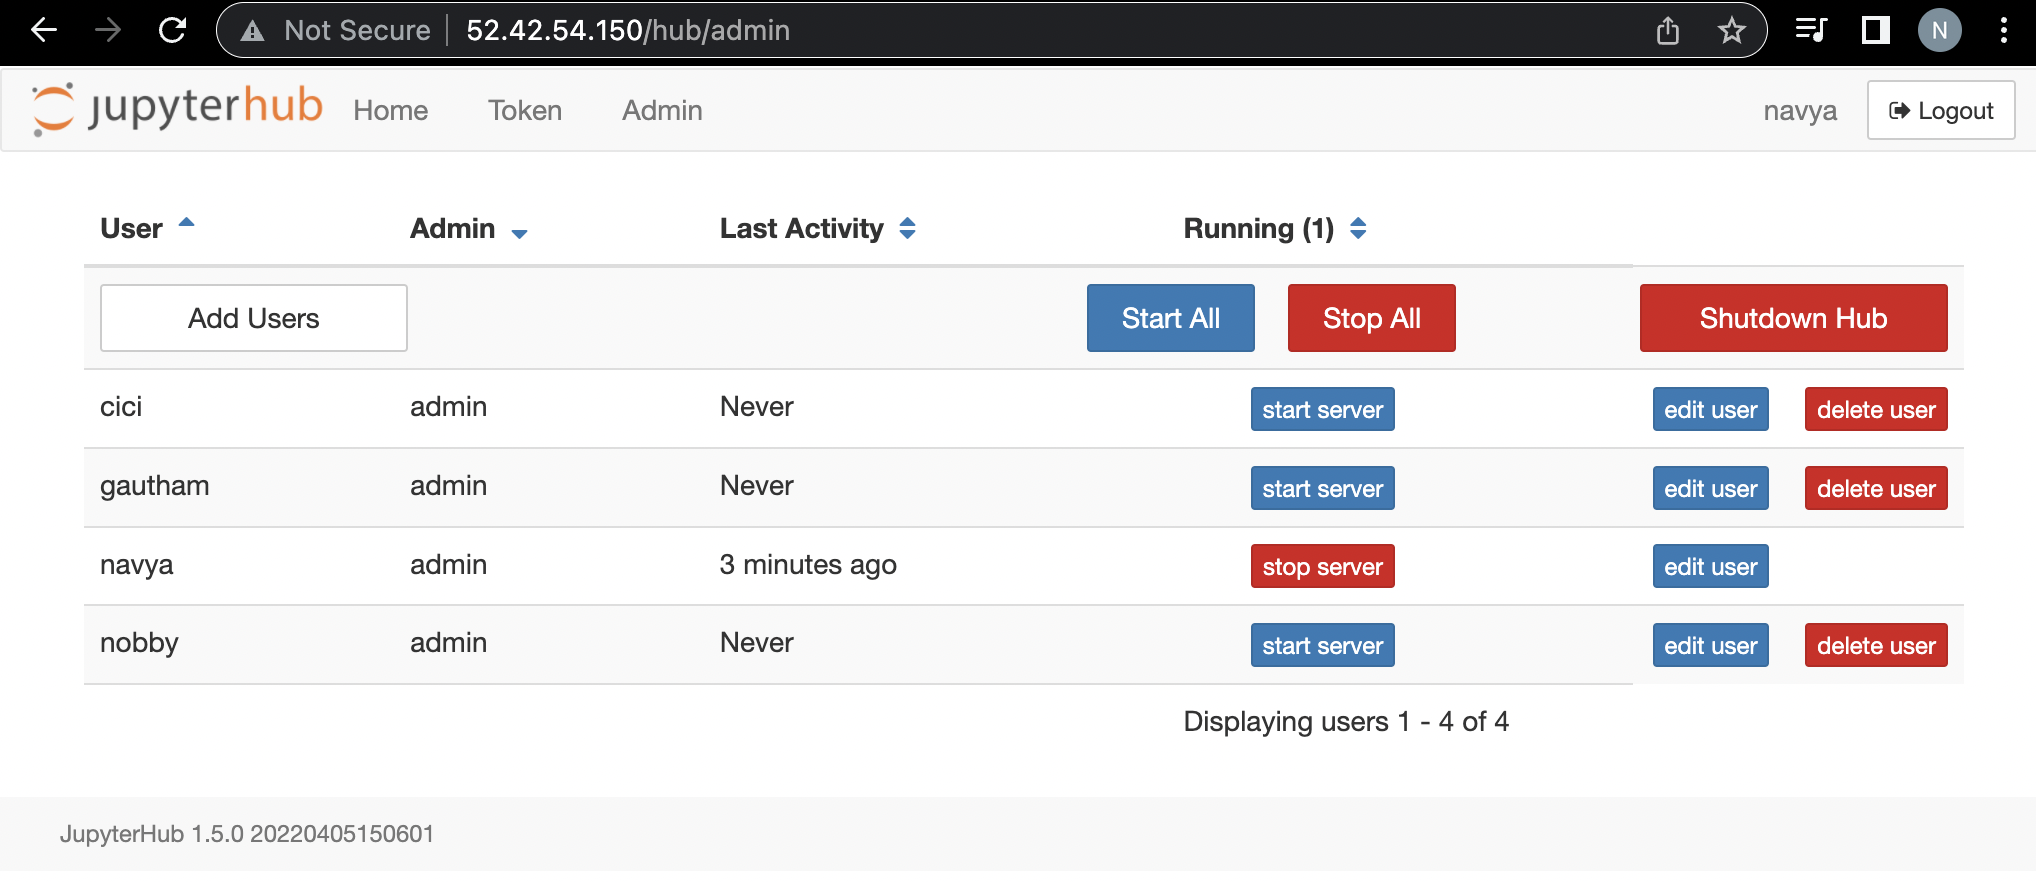 Not Secure 52.42.54.150/hub/admin N
jupyterhub Home Token Admin navya Logout
User Admin Last Activity Running (1)
Add Users Start All Stop All Shutdown Hub
cici admin Never start server edit user delete user
gautham admin Never start server edit user delete user
navya admin 3 minutes ago stop server edit user
nobby admin Never start server edit user delete user
Displaying users 1 - 4 of 4
JupyterHub 1.5.0 20220405150601